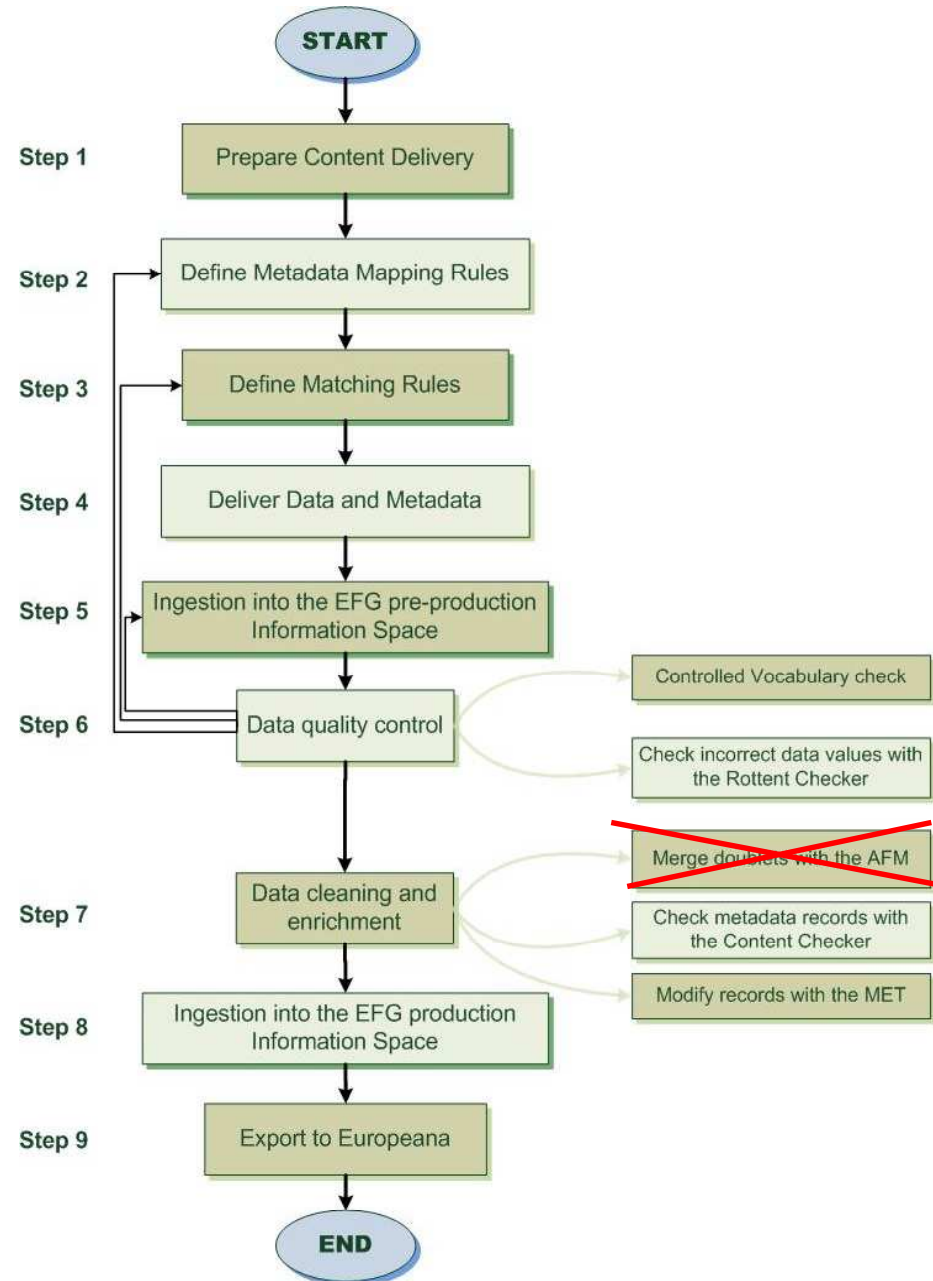 START
Step 1
Prepare Content Delivery
Step 2
Define Metadata Mapping Rules
Step 3
Define Matching Rules
Step 4
Deliver Data and Metadata
Step 5
Ingestion into the EFG pre-production
Information Space
Step 6
Data quality control
Controlled Vocabulary check
Check incorrect data values with
the Rottent Checker
Step 7
Data cleaning and
enrichment
Merge doublets with the AFM
Check metadata records with
the Content Checker
Modify records with the MET
Step 8
Ingestion into the EFG production
Information Space
Step 9
Export to Europeana
END